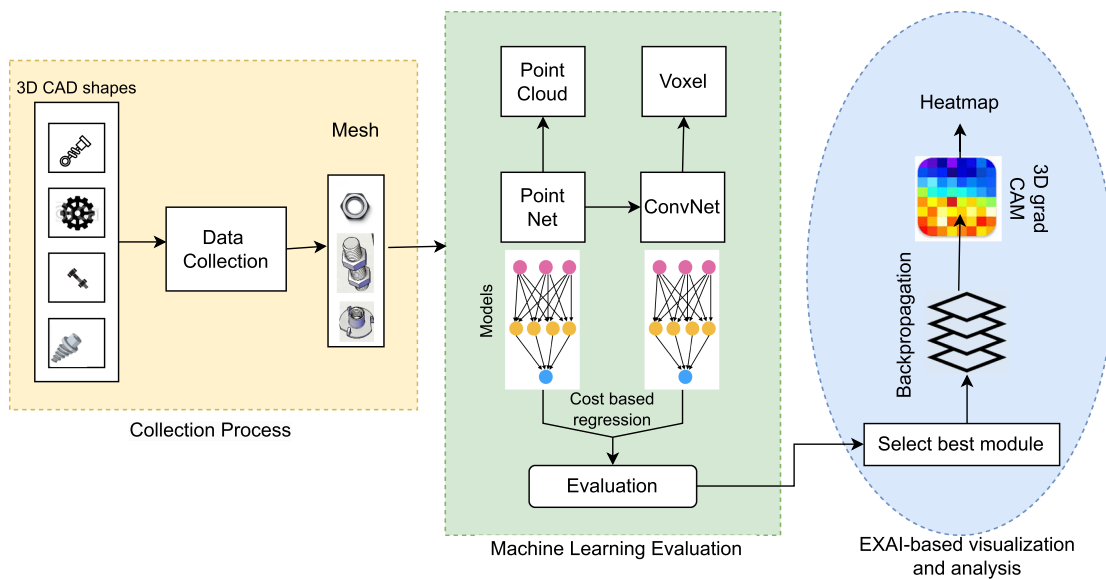 3D CAD shapes
Data
Collection
Mesh
Collection Process
Point
Cloud
Voxel
Point
Net
ConvNet
Models
Cost based
regression
Evaluation
Machine Learning Evaluation
Heatmap
3D grad
CAM
Backpropagation
Select best module
EXAI-based visualization
and analysis